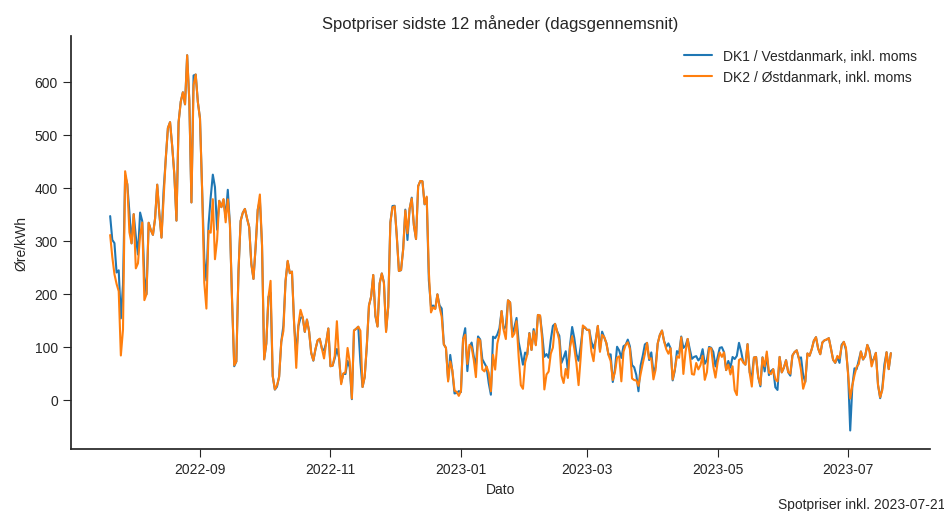 Spotpriser sidste 12 måneder (dagsgennemsnit)
DK1 / Vestdanmark, inkl. moms
DK2 / Østdanmark, inkl. moms
600
500
400
300
200
100
0
Øre/kWh
2022-09 2022-11 2023-01 2023-03 2023-05 2023-07
Dato
Spotpriser inkl. 2023-07-21